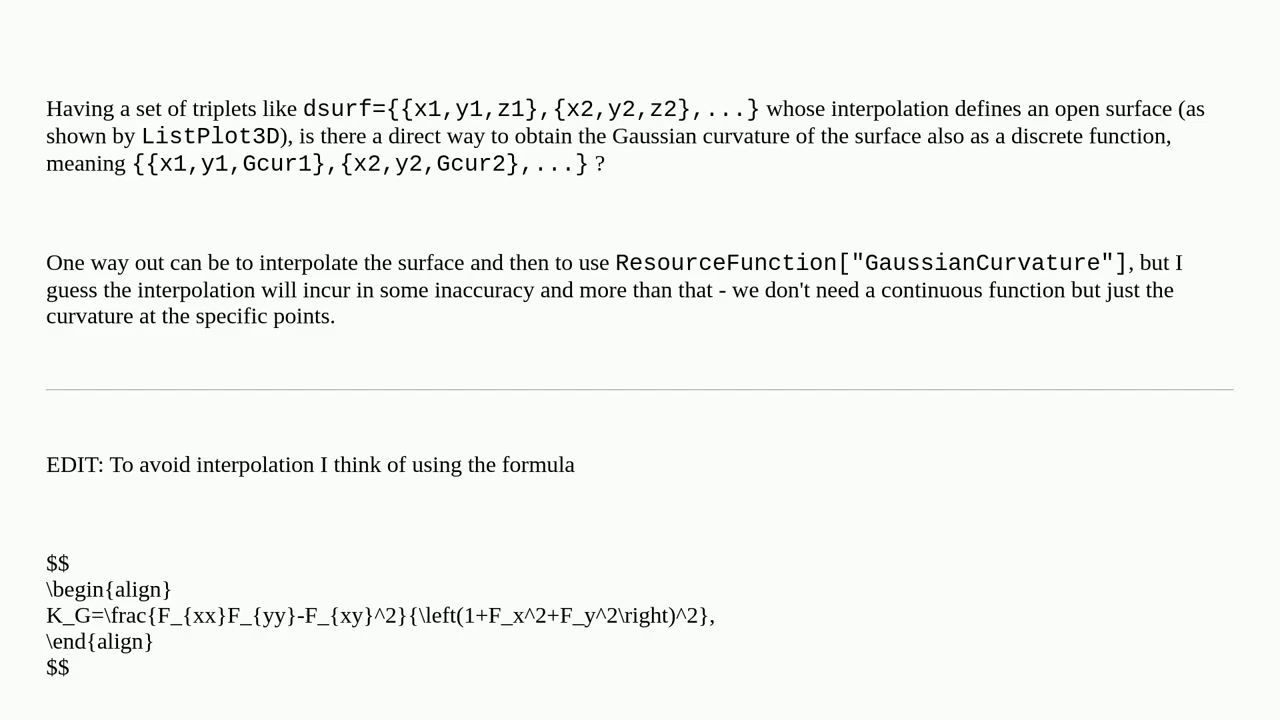 Having a set of triplets like dsurf={{x1,y1,z1},{x2,y2,z2},...} whose interpolation defines an open surface (as
shown by ListPlot3D), is there a direct way to obtain the Gaussian curvature of the surface also as a discrete function,
meaning {{x1,y1,Gcur1},{x2,y2,Gcur2},...} ?
One way out can be to interpolate the surface and then to use ResourceFunction["GaussianCurvature"], but I
guess the interpolation will incur in some inaccuracy and more than that - we don't need a continuous function but just the
curvature at the specific points.
EDIT: To avoid interpolation I think of using the formula
$$
\begin{align}
K_G=\frac{F_{xx}F_{yy}-F_{xy}^2}{\left(1+F_x^2+F_y^2\right)^2},
\end{align}
$$